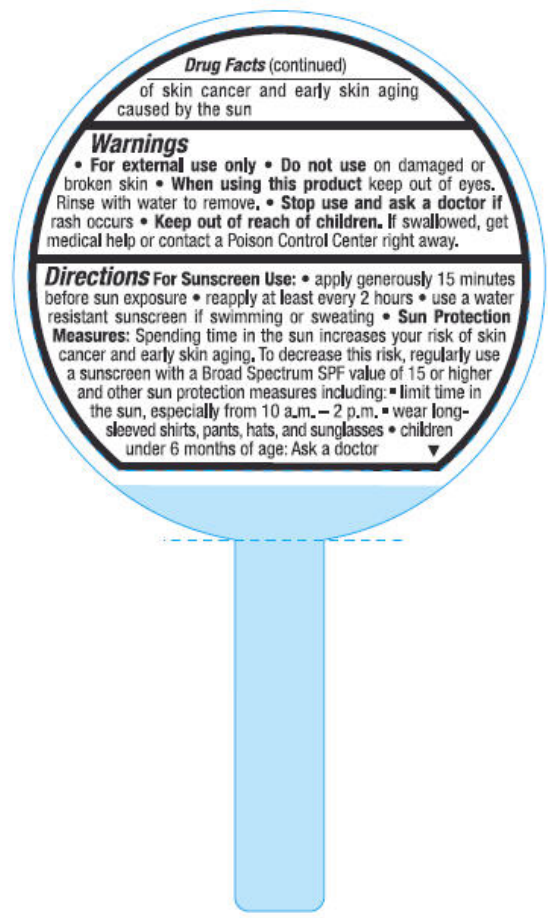 Drug Facts (continued)
of skin cancer and early skin aging
caused by the sun
Warnings
• For external use only • Do not use on damaged or
broken skin • When using this product keep out of eyes.
Rinse with water to remove. • Stop use and ask a doctor if
rash occurs • Keep out of reach of children. If swallowed, get
medical help or contact a Poison Control Center right away.
Directions For Sunscreen Use: • apply generously 15 minutes
before sun exposure • reapply at least every 2 hours • use a water
resistant sunscreen if swimming or sweating • Sun Protection
Measures: Spending time in the sun increases your risk of skin
cancer and early skin aging. To decrease this risk, regularly use
a sunscreen with a Broad Spectrum SPF value of 15 or higher
and other sun protection measures including: ▪ limit time in
the sun, especially from 10 a.m. – 2 p.m. ▪ wear long-
sleeved shirts, pants, hats, and sunglasses • children
under 6 months of age: Ask a doctor ▼